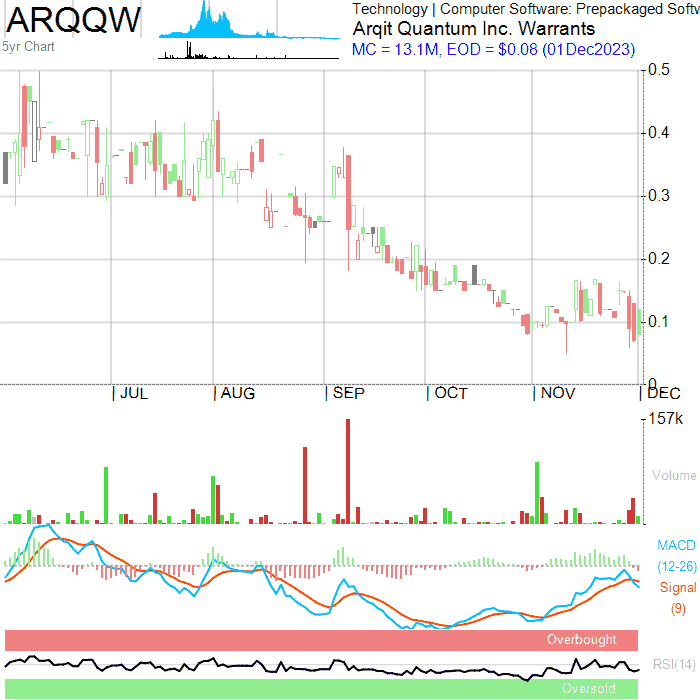 ARQQW
5yr Chart
Technology | Computer Software: Prepackaged Softw
Arqit Quantum Inc. Warrants
MC = 13.1M, EOD = $0.08 (01Dec2023)
0.5
0.4
0.3
0.2
0.1
0
JUL AUG SEP OCT NOV DEC
157k
Volume
MACD
(12-26)
Signal
(9)
Overbought
RSI(14)
Oversold